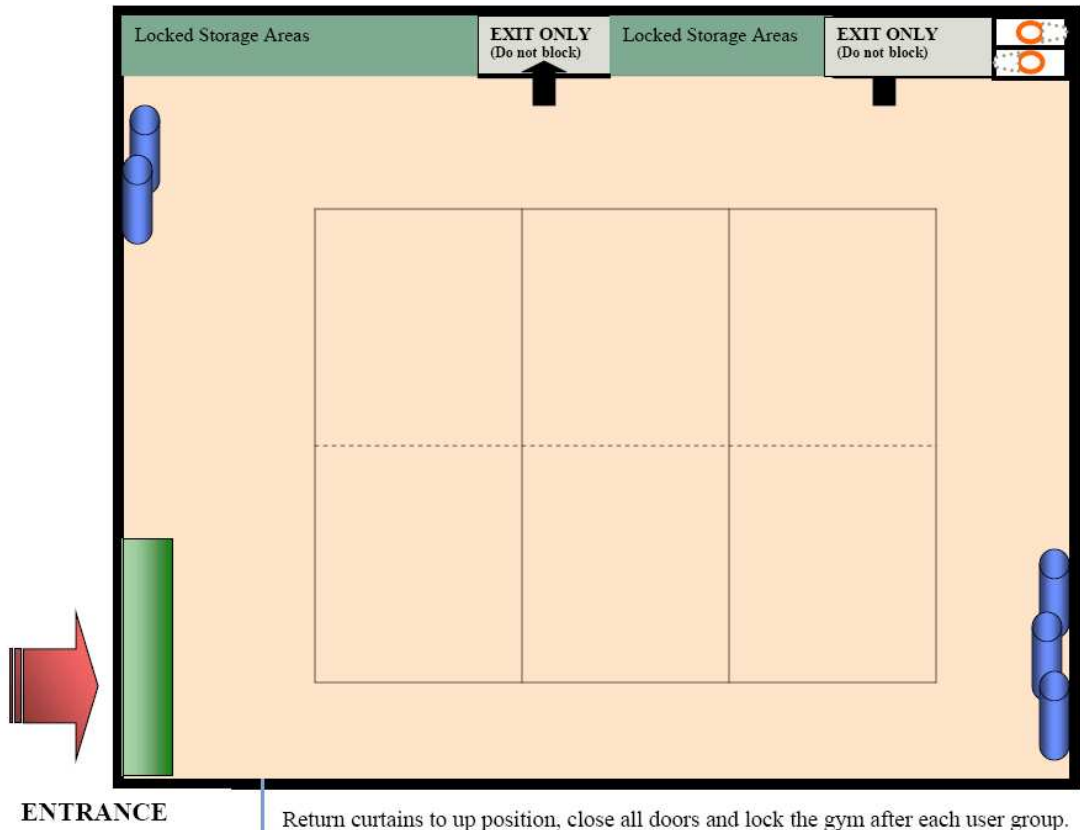 Locked Storage Areas
EXIT ONLY
(Do not block)
Locked Storage Areas
EXIT ONLY
(Do not block)
ENTRANCE
Return curtains to up position, close all doors and lock the gym after each user group.